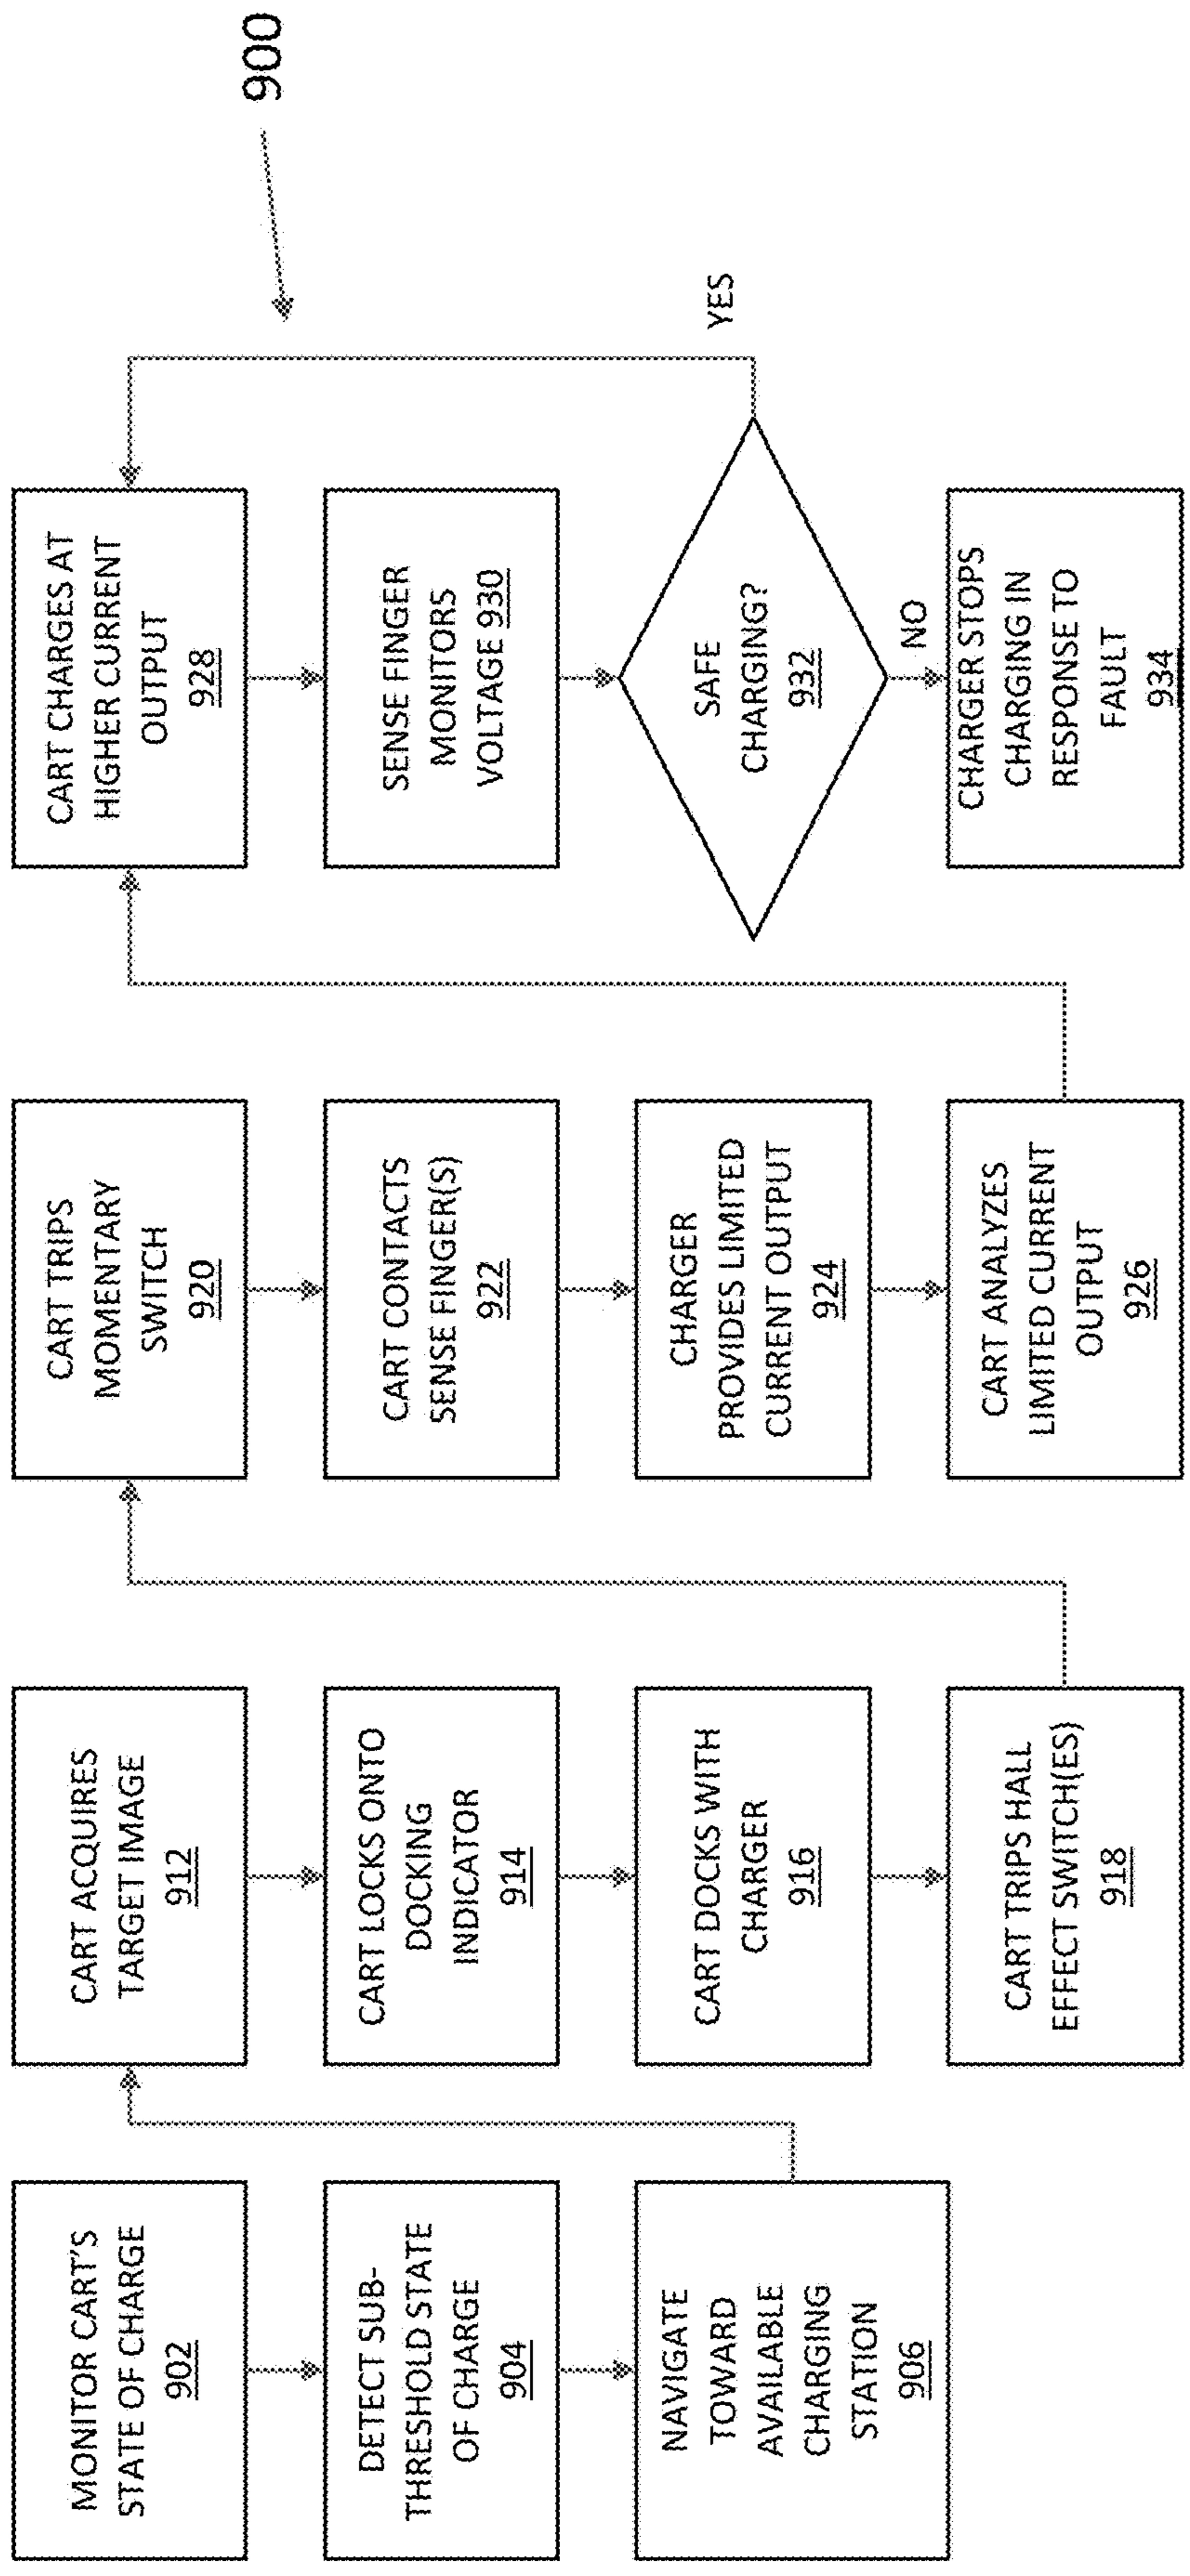 900
MONITOR CART'S
STATE OF CHARGE
902
DETECT SUB-
THRESHOLD STATE
OF CHARGE
904
NAVIGATE
TOWARD
AVAILABLE
CHARGING
STATION
906
CART ACQUIRES
TARGET IMAGE
912
CART LOCKS ONTO
DOCKING
INDICATOR
914
CART DOCKS WITH
CHARGER
916
CART TRIPS HALL
EFFECT SWITCH(ES)
918
CART TRIPS
MOMENTARY
SWITCH
920
CART CONTACTS
SENSE FINGER(S)
922
CHARGER
PROVIDES LIMITED
CURRENT OUTPUT
924
CART ANALYZES
LIMITED CURRENT
OUTPUT
926
CART CHARGES AT
HIGHER CURRENT
OUTPUT
928
SENSE FINGER
MONITORS
VOLTAGE 930
SAFE
CHARGING?
932
YES
NO
CHARGER STOPS
CHARGING IN
RESPONSE TO
FAULT
934